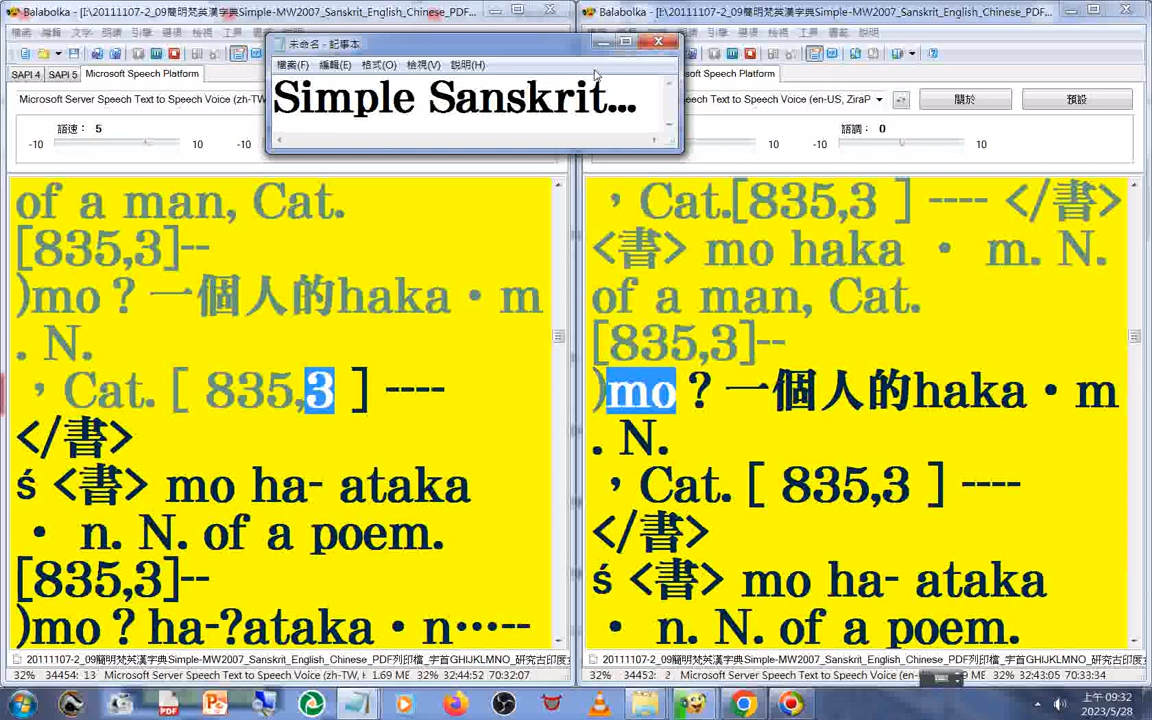 Balabolka - [I:\20111107-2_09簡明梵英漢字典Simple-MW2007_Sanskrit_English_Chinese_PDF...
Balabolka - [I:\20111107-2_09簡明梵英漢字典Simple-MW2007_Sanskrit_English_Chinese_PDF...
未命名 - 記事本
檔案(F) 編輯(E) 格式(O) 檢視(V) 說明(H)
Simple Sanskrit...
SAPI 4 SAPI 5 Microsoft Speech Platform
Microsoft Server Speech Text to Speech Voice (zh-TW
語速： 5
-10 10 -10
of a man, Cat.
[835,3]--
)mo？一個人的haka・m
. N.
，Cat. [ 835,3 ] ----
</書>
ś <書> mo ha- ataka
・ n. N. of a poem.
[835,3]--
)mo？ha-?ataka・n…--
20111107-2_09簡明梵英漢字典Simple-MW2007_Sanskrit_English_Chinese_PDF列印檔_字首GHIJKLMNO_研究古印度
32% 34454: 13 Microsoft Server Speech Text to Speech Voice (zh-TW, 1.69 MB 32% 32:44:52 70:32:07
Speech Platform
ech Text to Speech Voice (en-US, ZiraP 關於 預設
語調： 0
10 -10 10
，Cat.[835,3 ] ---- </書>
<書> mo haka ・ m. N.
of a man, Cat.
[835,3]--
)mo？一個人的haka・m
. N.
，Cat. [ 835,3 ] ----
</書>
ś <書> mo ha- ataka
・ n. N. of a poem.
20111107-2_09簡明梵英漢字典Simple-MW2007_Sanskrit_English_Chinese_PDF列印檔_字首GHIJKLMNO_研究古印度
32% 34452: Microsoft Server Speech Text to Speech Voice ME 32% 32:43:05 70:33:34
上午 09:32
2023/5/28